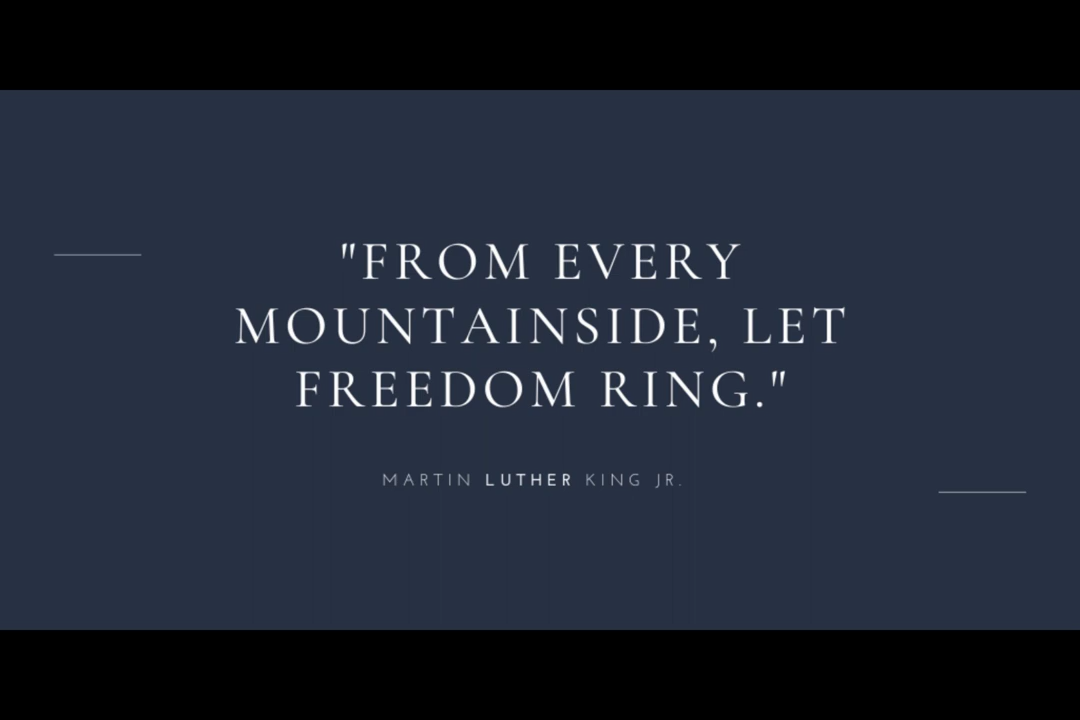 "FROM EVERY
MOUNTAINSIDE, LET
FREEDOM RING."
MARTIN LUTHER KING JR.